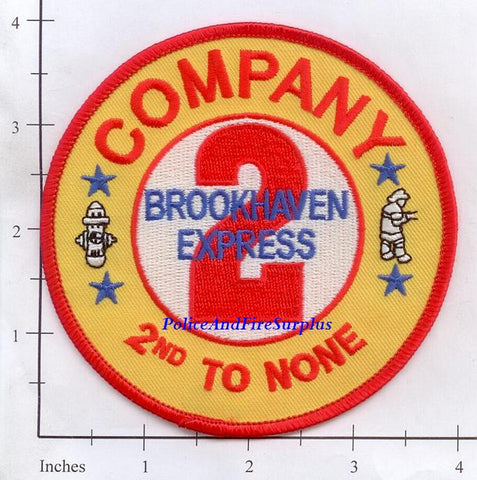 COMPANY
2
BROOKHAVEN
EXPRESS
PoliceAndFireSurplus
2ND TO NONE
4
3
2
1
Inches 1 2 3 4